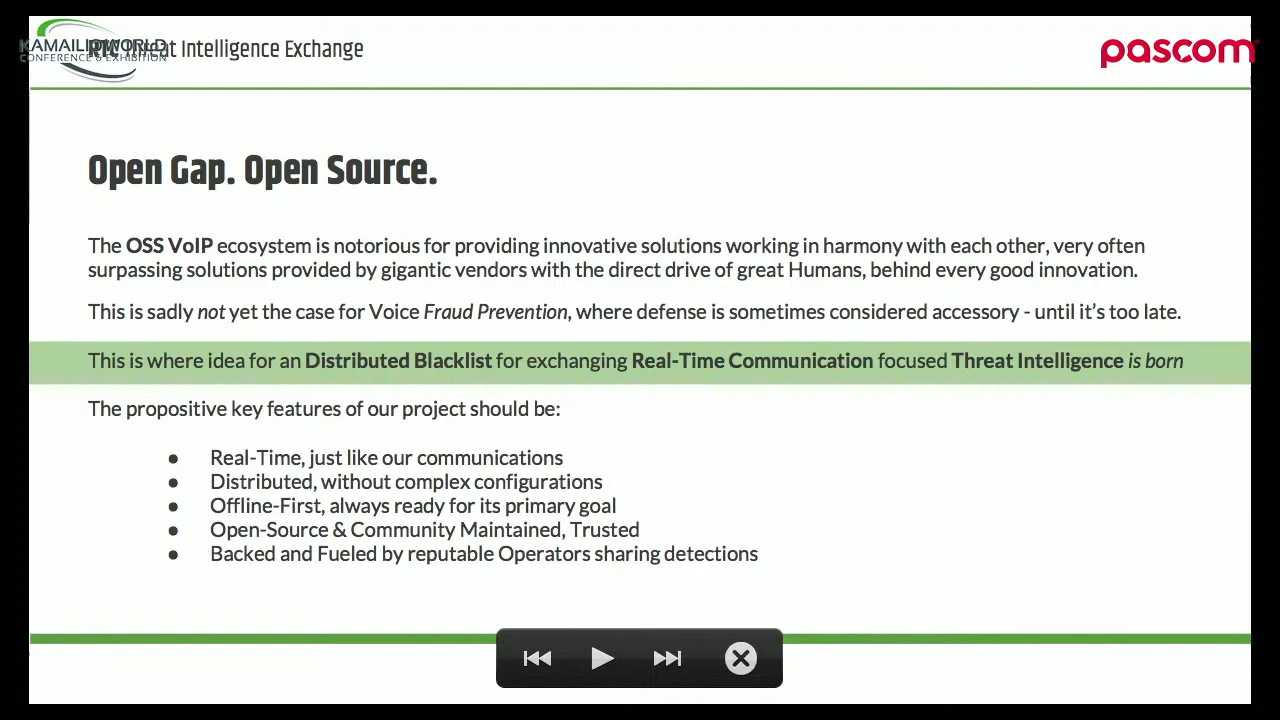 KAMAILIO WORLD
CONFERENCE & EXHIBITION
RTC Threat Intelligence Exchange
pascom
Open Gap. Open Source.
The OSS VoIP ecosystem is notorious for providing innovative solutions working in harmony with each other, very often
surpassing solutions provided by gigantic vendors with the direct drive of great Humans, behind every good innovation.
This is sadly not yet the case for Voice Fraud Prevention, where defense is sometimes considered accessory - until it’s too late.
This is where idea for an Distributed Blacklist for exchanging Real-Time Communication focused Threat Intelligence is born
The propositive key features of our project should be:
● Real-Time, just like our communications
● Distributed, without complex configurations
● Offline-First, always ready for its primary goal
● Open-Source & Community Maintained, Trusted
● Backed and Fueled by reputable Operators sharing detections